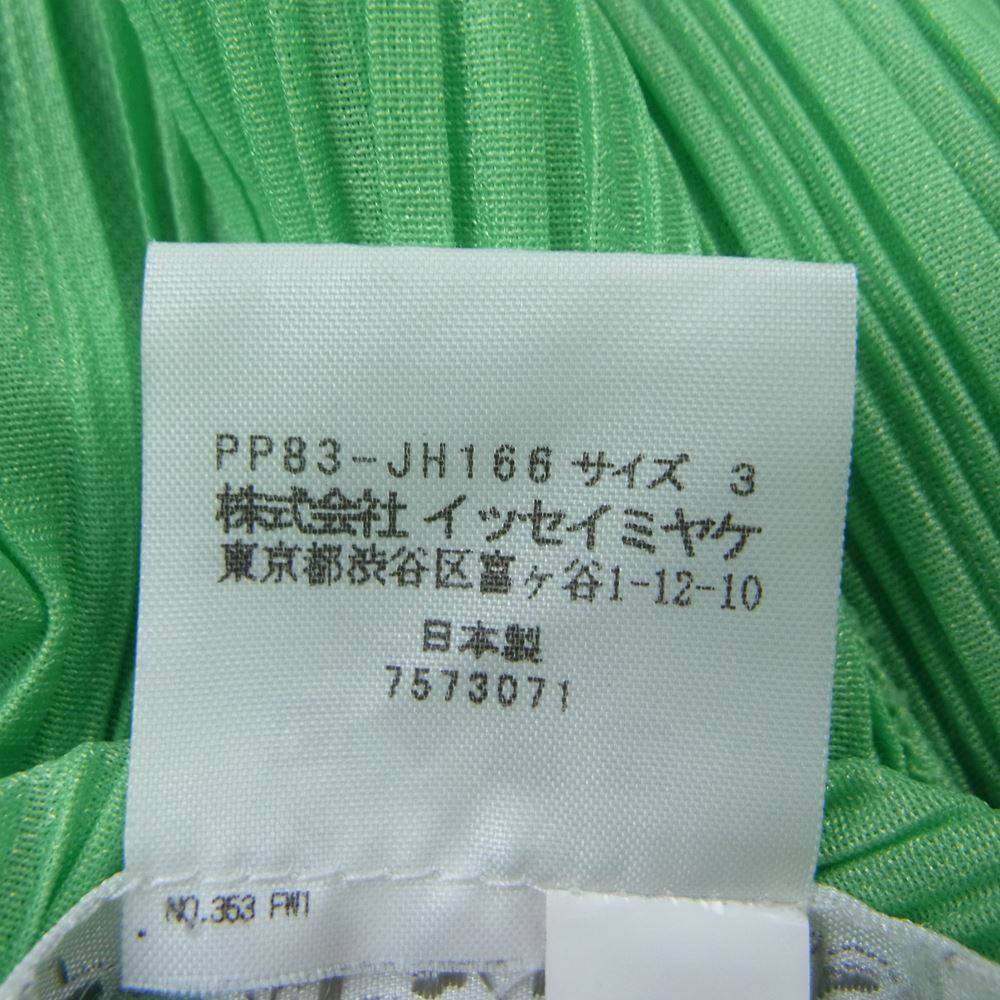 PP83-JH166 サイズ 3
株式会社 イッセイミヤケ
東京都渋谷区富ヶ谷1-12-10
日本製
7573071
NO.353 FW1